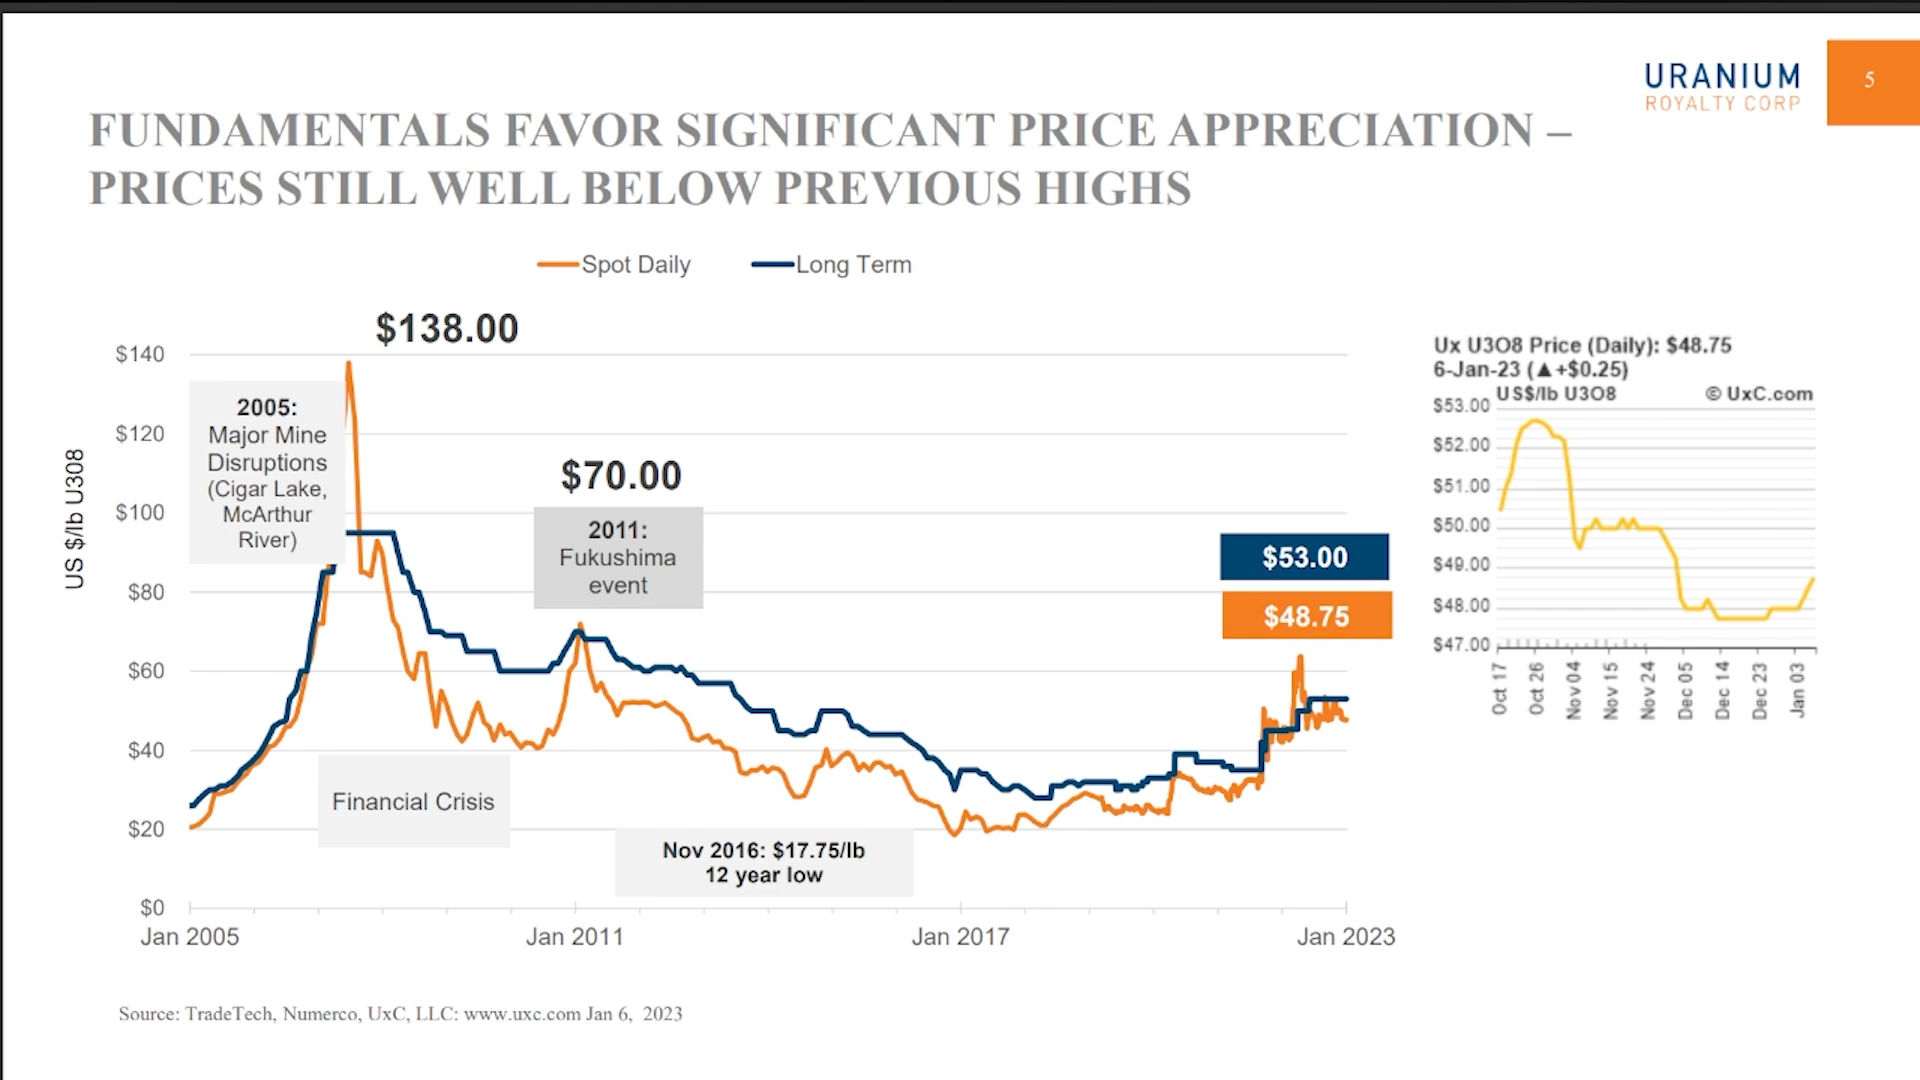 URANIUM
ROYALTY CORP
5
FUNDAMENTALS FAVOR SIGNIFICANT PRICE APPRECIATION –
PRICES STILL WELL BELOW PREVIOUS HIGHS
Spot Daily
Long Term
US $/lb U308
$140
$120
$100
$80
$60
$40
$20
$0
Jan 2005
Jan 2011
Jan 2017
Jan 2023
$138.00
2005:
Major Mine
Disruptions
(Cigar Lake,
McArthur
River)
$70.00
2011:
Fukushima
event
Financial Crisis
Nov 2016: $17.75/lb
12 year low
$53.00
$48.75
Ux U3O8 Price (Daily): $48.75
6-Jan-23 (▲+$0.25)
US$/lb U3O8
© UxC.com
$53.00
$52.00
$51.00
$50.00
$49.00
$48.00
$47.00
Oct 17
Oct 26
Nov 04
Nov 15
Nov 24
Dec 05
Dec 14
Dec 23
Jan 03
Source: TradeTech, Numerco, UxC, LLC: www.uxc.com Jan 6, 2023